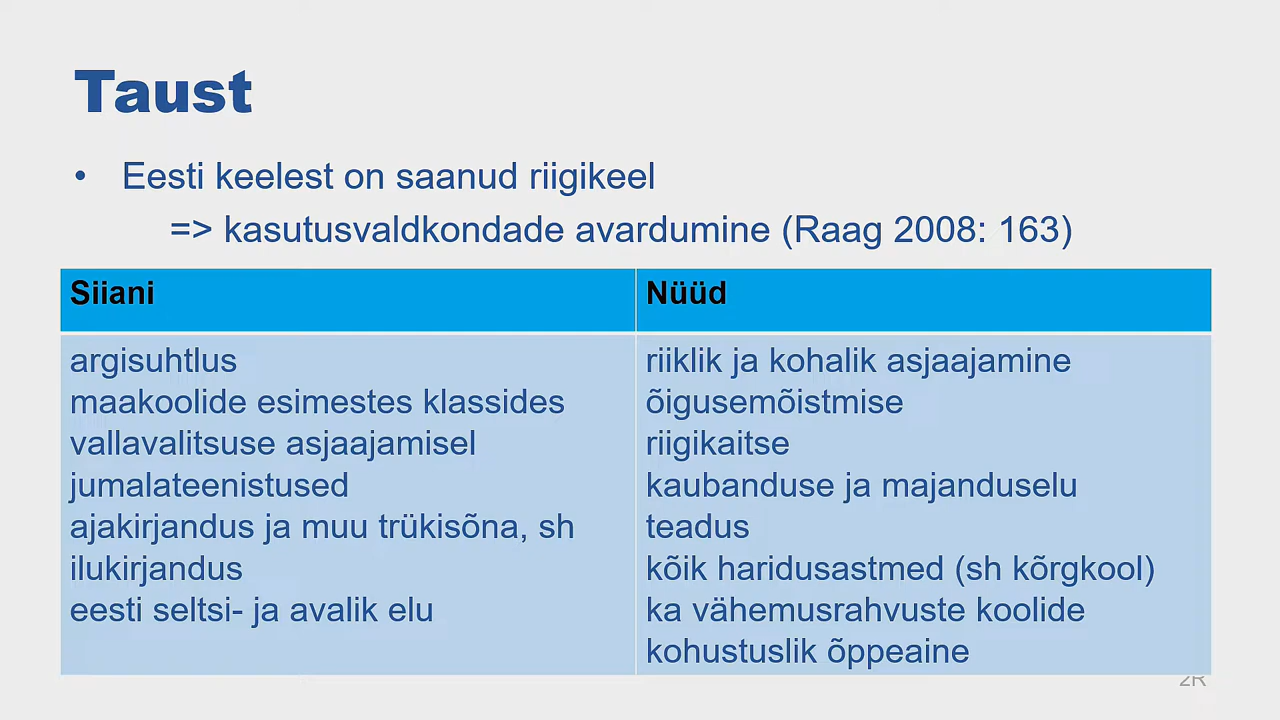 Taust
• Eesti keelest on saanud riigikeel
=> kasutusvaldkondade avardumine (Raag 2008: 163)
Siiani
argisuhtlus
maakoolide esimestes klassides
vallavalitsuse asjaajamisel
jumalateenistused
ajakirjandus ja muu trükisõna, sh
ilukirjandus
eesti seltsi- ja avalik elu
Nüüd
riiklik ja kohalik asjaajamine
õigusemõistmise
riigikaitse
kaubanduse ja majanduselu
teadus
kõik haridusastmed (sh kõrgkool)
ka vähemusrahvuste koolide
kohustuslik õppeaine